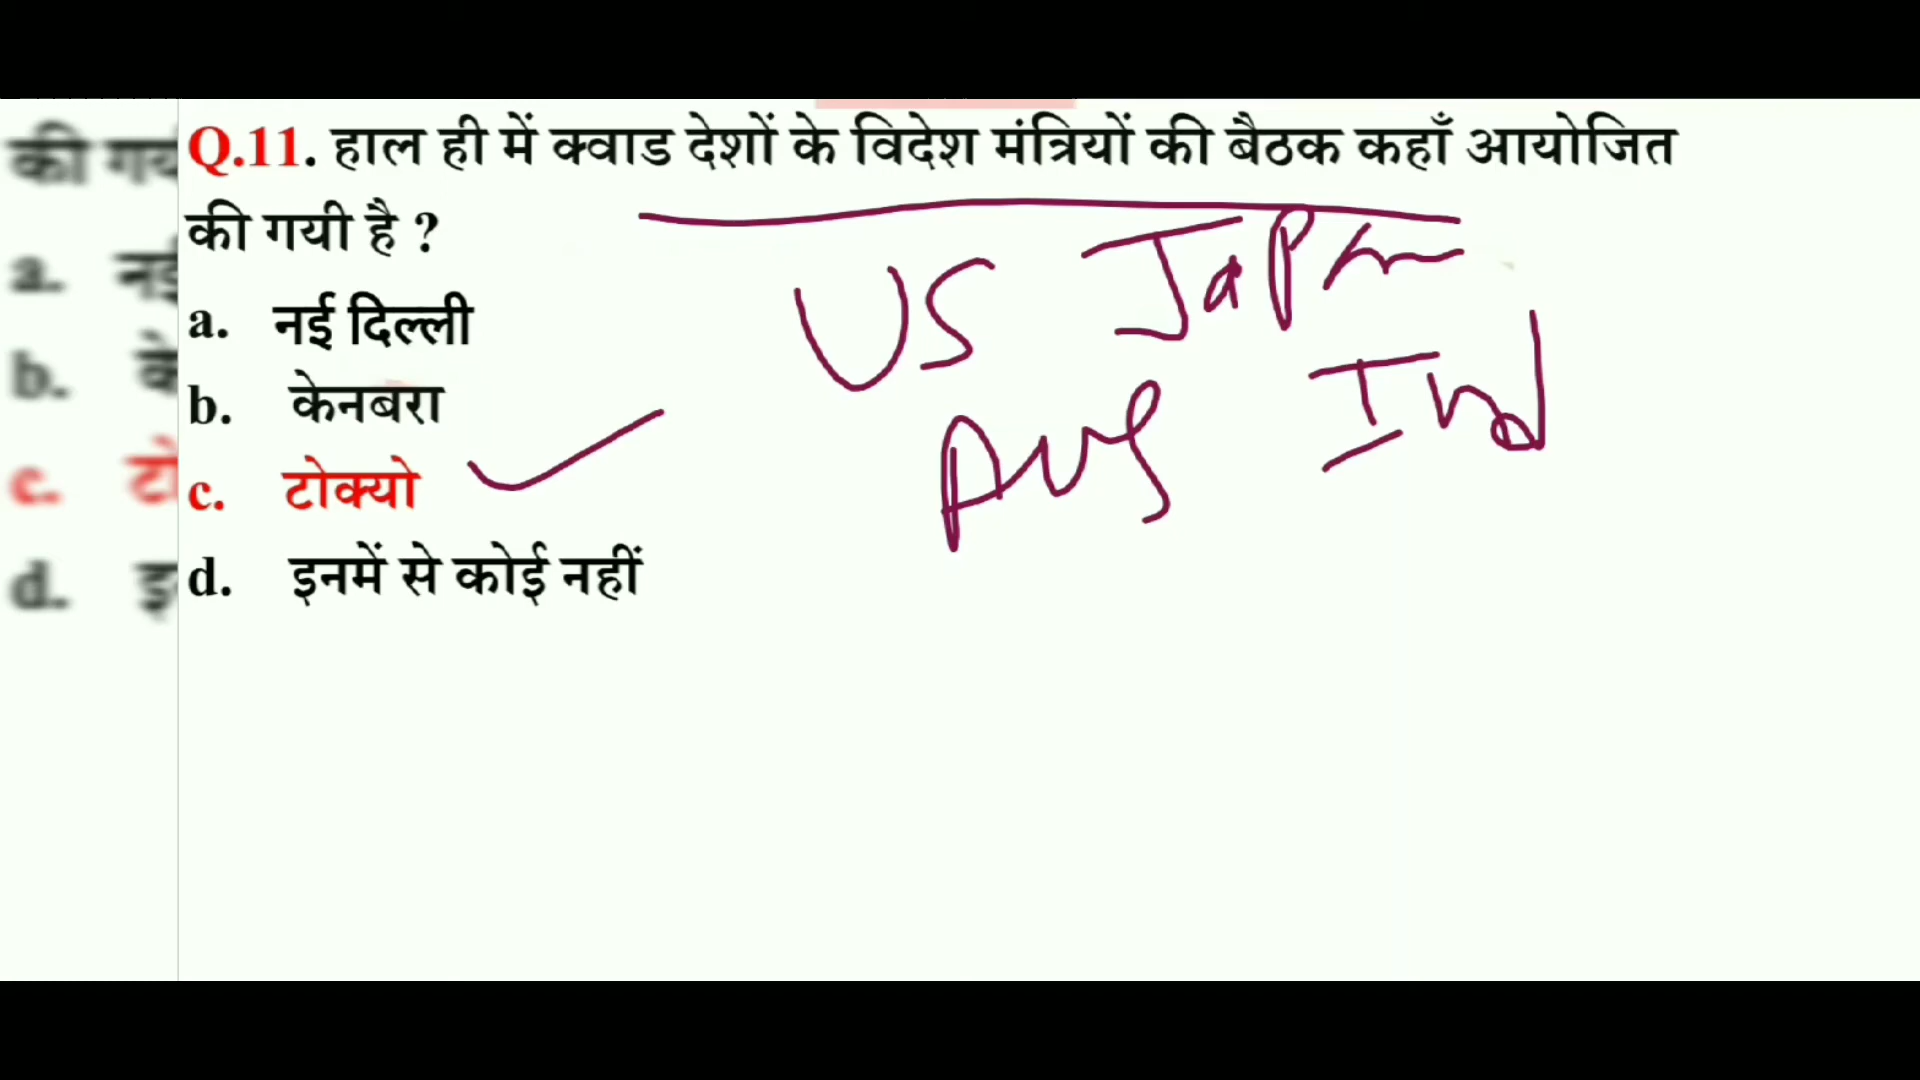 Q.11. हाल ही में क्वाड देशों के विदेश मंत्रियों की बैठक कहाँ आयोजित
की गयी है ?
US Japan
a. नई दिल्ली
Ind
b. केनबरा
Aus
c. टोक्यो
d. इनमें से कोई नहीं